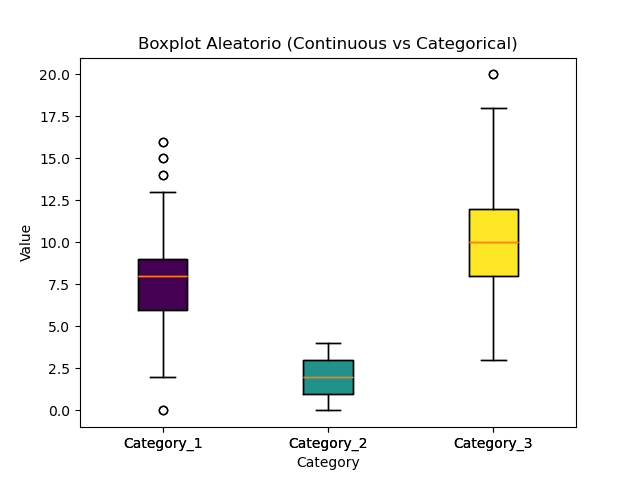 Boxplot Aleatorio (Continuous vs Categorical)
20.0
17.5
15.0
12.5
10.0
7.5
5.0
2.5
0.0
Value
Category_1 Category_2 Category_3
Category